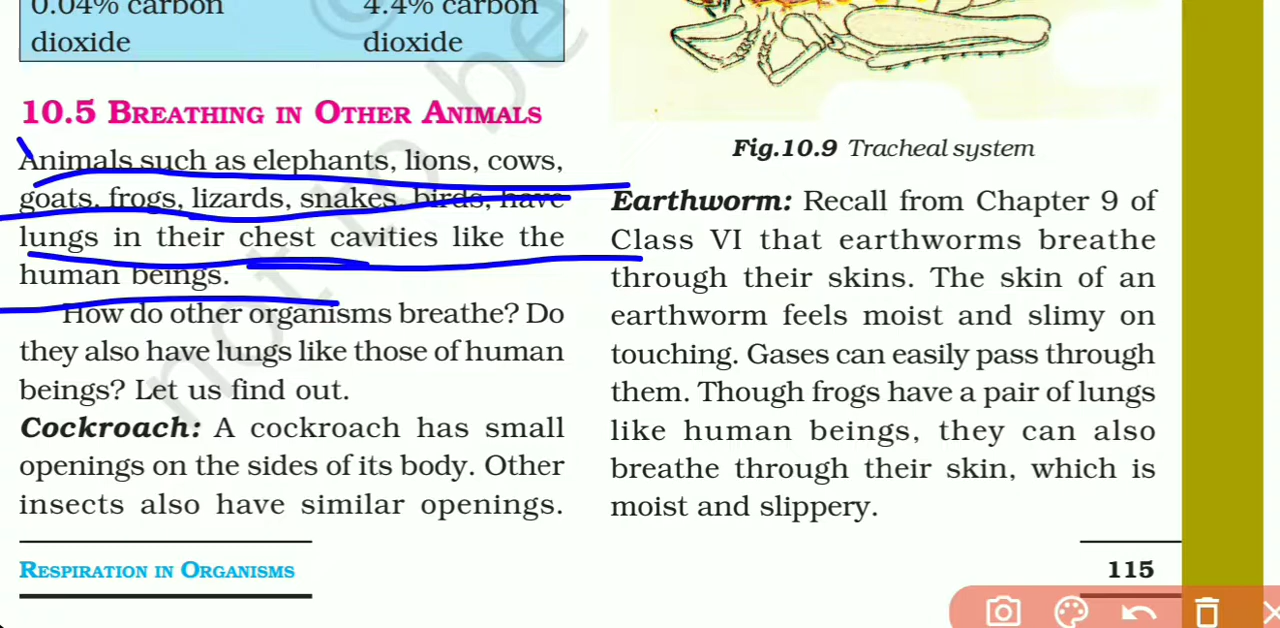 0.04% carbon
dioxide
4.4% carbon
dioxide
10.5 BREATHING IN OTHER ANIMALS
Animals such as elephants, lions, cows,
goats, frogs, lizards, snakes, birds, have
lungs in their chest cavities like the
human beings.
How do other organisms breathe? Do
they also have lungs like those of human
beings? Let us find out.
Cockroach: A cockroach has small
openings on the sides of its body. Other
insects also have similar openings.
RESPIRATION IN ORGANISMS
Fig.10.9 Tracheal system
Earthworm: Recall from Chapter 9 of
Class VI that earthworms breathe
through their skins. The skin of an
earthworm feels moist and slimy on
touching. Gases can easily pass through
them. Though frogs have a pair of lungs
like human beings, they can also
breathe through their skin, which is
moist and slippery.
115
not to be